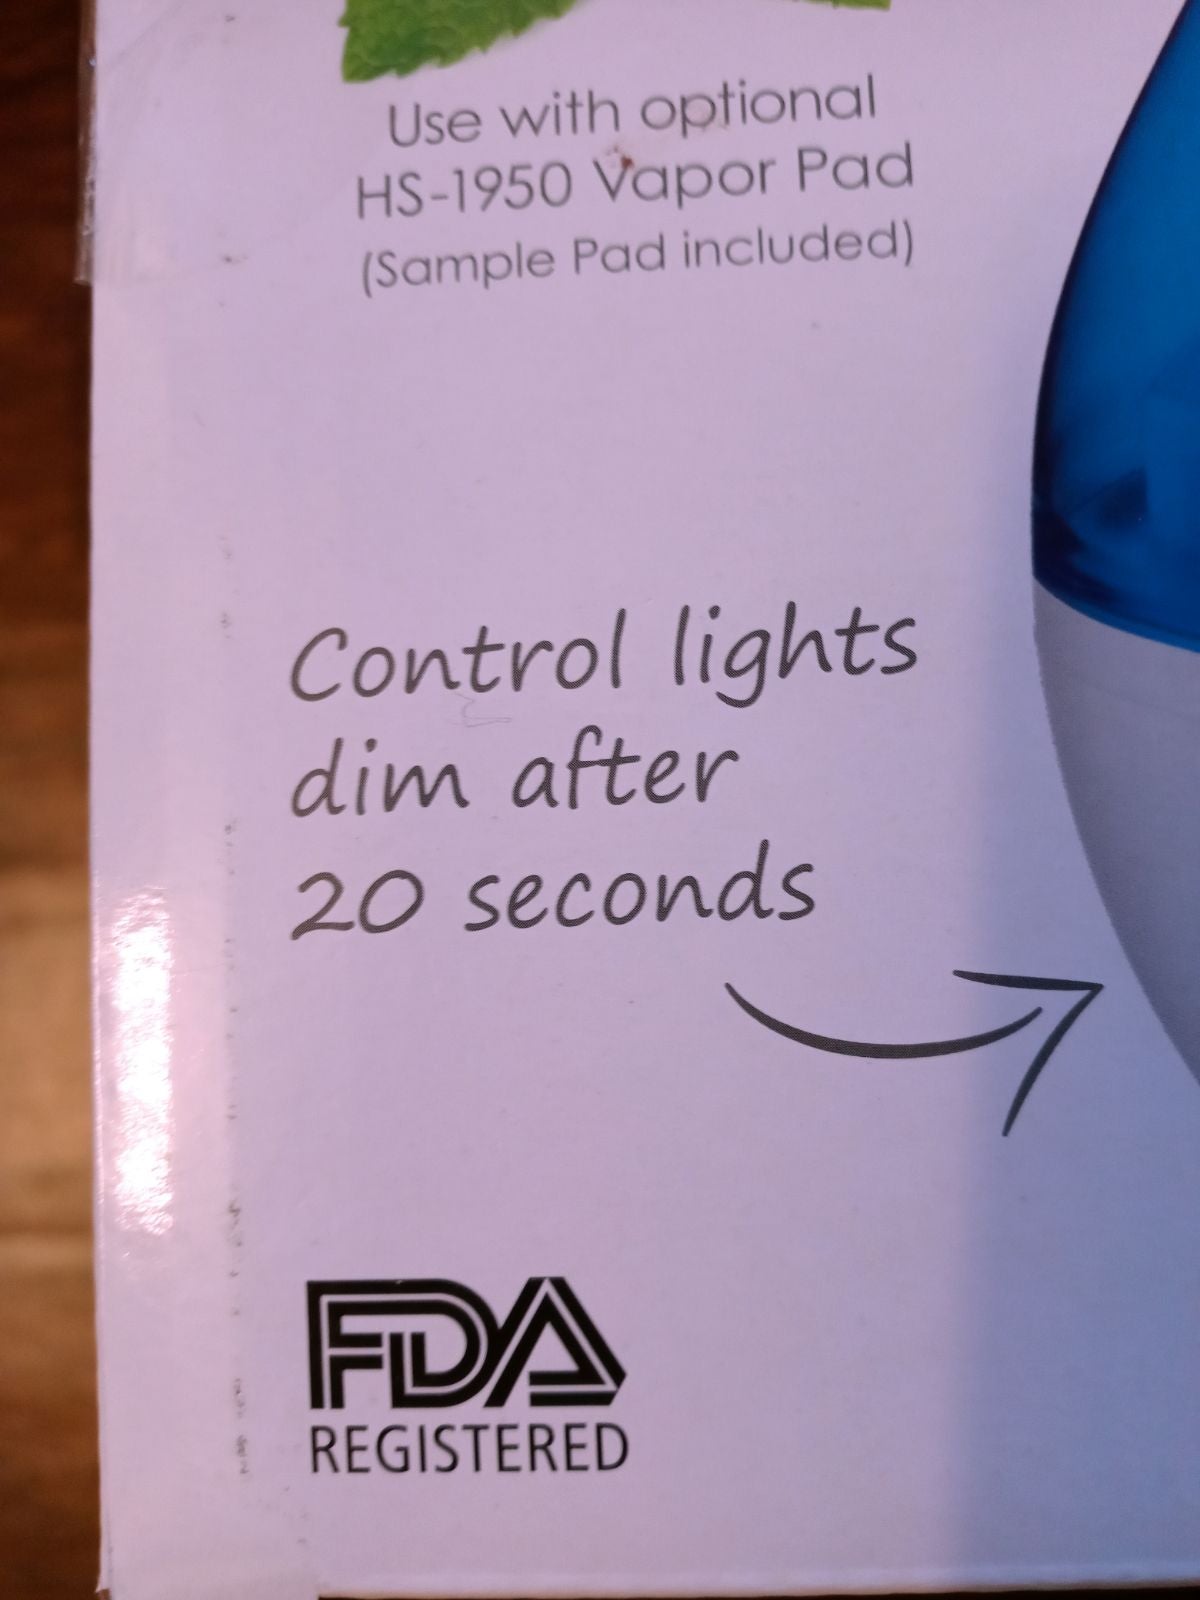 Use with optional
HS-1950 Vapor Pad
(Sample Pad included)
Control lights
dim after
20 seconds
FDA
REGISTERED